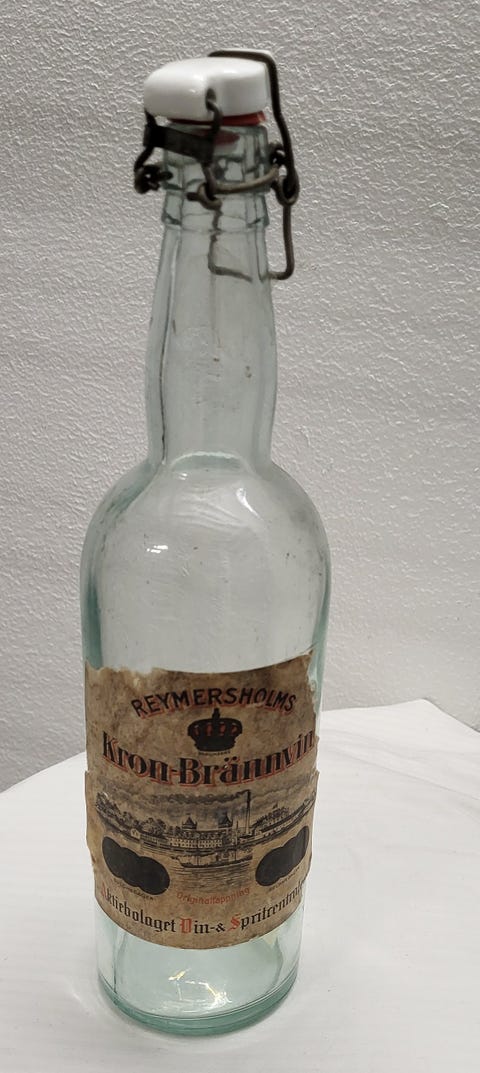 REYMERSHOLMS
Kron-Brännvin
Originaltappning
Aktiebolaget Vin- & Spritcentralen